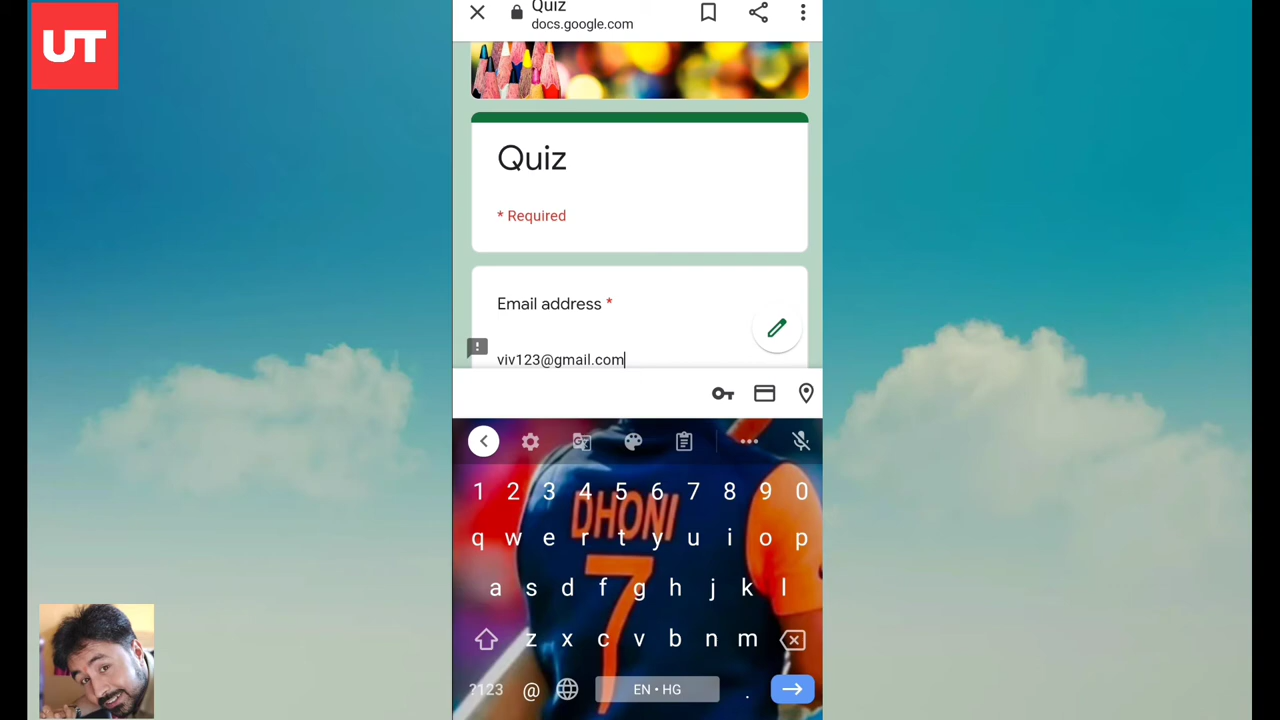 UT
Quiz
docs.google.com
Quiz
* Required
Email address *
viv123@gmail.com
DHONI
7
1 2 3 4 5 6 7 8 9 0
q w e r t y u i o p
a s d f g h j k l
z x c v b n m
?123 @ EN • HG .